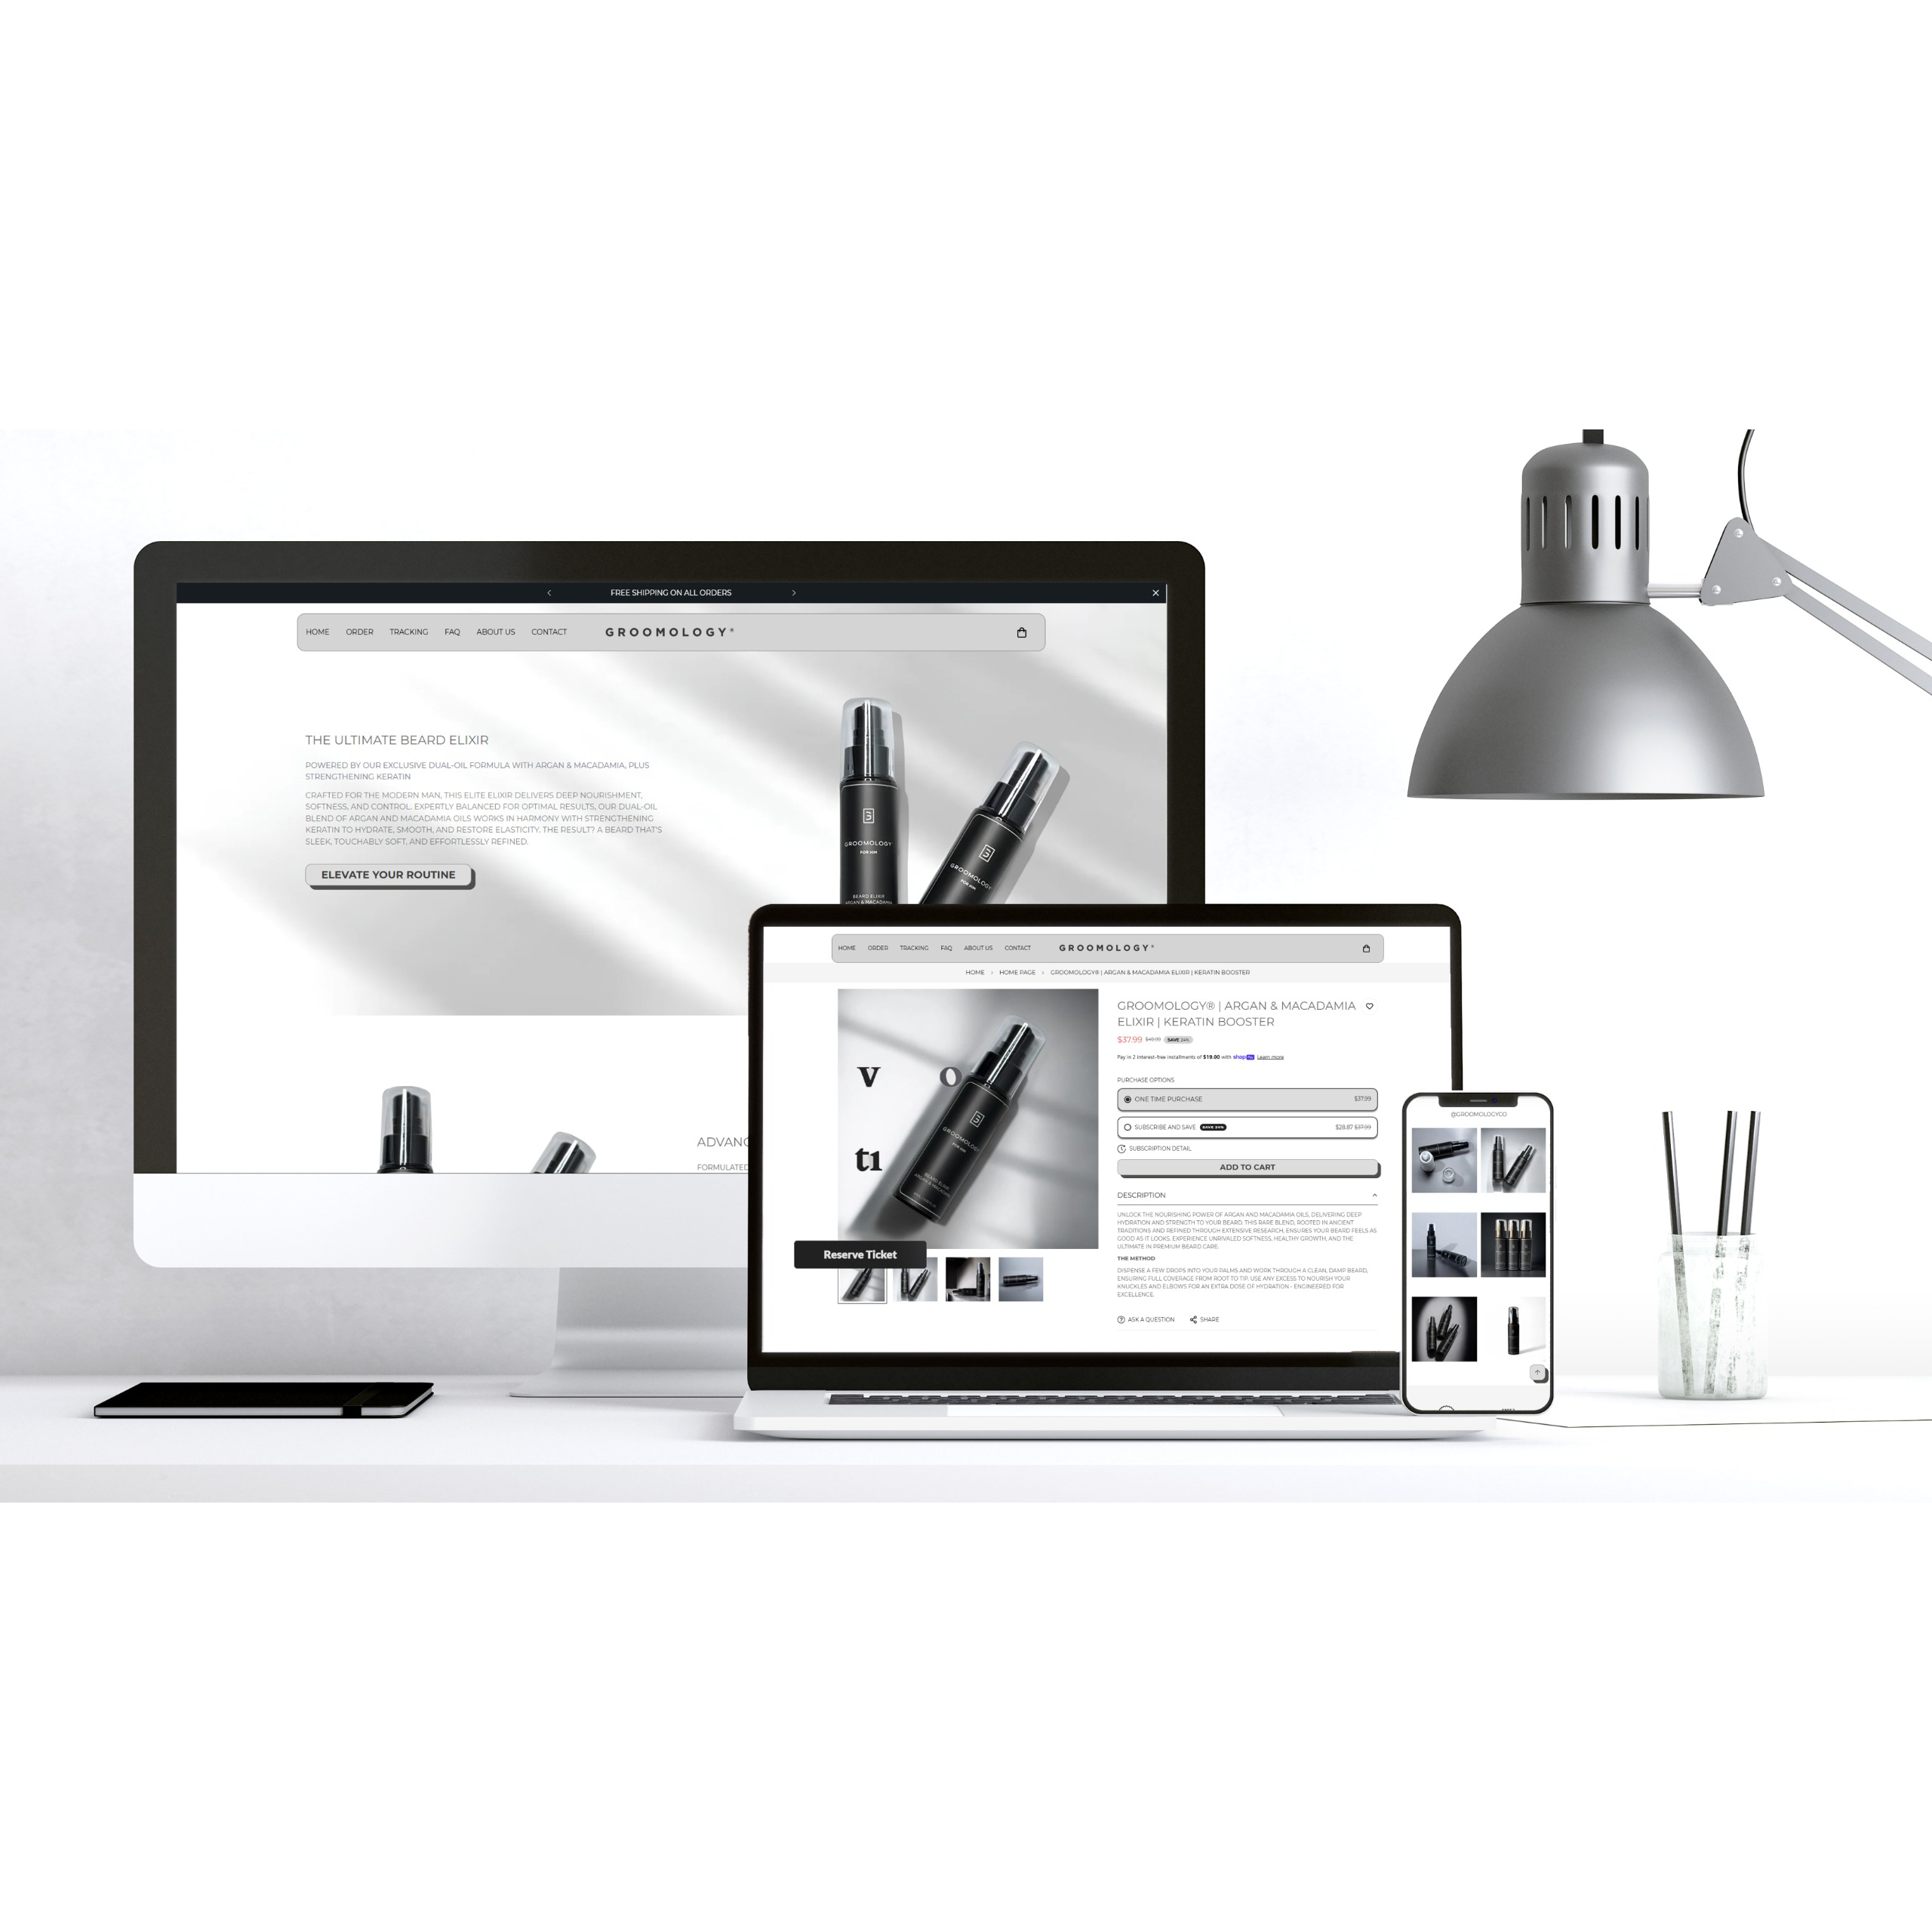 FREE SHIPPING ON ALL ORDERS
HOME ORDER TRACKING FAQ ABOUT US CONTACT GROOMOLOGY®
THE ULTIMATE BEARD ELIXIR
POWERED BY OUR EXCLUSIVE DUAL-OIL FORMULA WITH ARGAN & MACADAMIA, PLUS
STRENGTHENING KERATIN
CRAFTED FOR THE MODERN MAN, THIS ELITE ELIXIR DELIVERS DEEP NOURISHMENT,
SOFTNESS, AND CONTROL. EXPERTLY BALANCED FOR OPTIMAL RESULTS, OUR DUAL-OIL
BLEND OF ARGAN AND MACADAMIA OILS WORKS IN HARMONY WITH STRENGTHENING
KERATIN TO HYDRATE, SMOOTH, AND RESTORE ELASTICITY. THE RESULT? A BEARD THAT'S
SLEEK, TOUCHABLY SOFT, AND EFFORTLESSLY REFINED.
ELEVATE YOUR ROUTINE
GROOMOLOGY
FOR HIM
BEARD ELIXIR
ARGAN & MACADAMIA
GROOMOLOGY
FOR HIM
ADVANC
FORMULATED
HOME ORDER TRACKING FAQ ABOUT US CONTACT GROOMOLOGY®
HOME > HOME PAGE > GROOMOLOGY® | ARGAN & MACADAMIA ELIXIR | KERATIN BOOSTER
v o
tı
GROOMOLOGY
FOR HIM
BEARD ELIXIR
ARGAN & MACADAMIA
Reserve Ticket
GROOMOLOGY® | ARGAN & MACADAMIA
ELIXIR | KERATIN BOOSTER
$37.99 $49.99 SAVE 24%
Pay in 2 interest-free installments of $19.00 with shop Pay Learn more
PURCHASE OPTIONS
ONE TIME PURCHASE $37.99
SUBSCRIBE AND SAVE SAVE 24% $28.87 $37.99
SUBSCRIPTION DETAIL
ADD TO CART
DESCRIPTION
UNLOCK THE NOURISHING POWER OF ARGAN AND MACADAMIA OILS, DELIVERING DEEP
HYDRATION AND STRENGTH TO YOUR BEARD. THIS RARE BLEND, ROOTED IN ANCIENT
TRADITIONS AND REFINED THROUGH EXTENSIVE RESEARCH, ENSURES YOUR BEARD FEELS AS
GOOD AS IT LOOKS. EXPERIENCE UNRIVALED SOFTNESS, HEALTHY GROWTH, AND THE
ULTIMATE IN PREMIUM BEARD CARE.
THE METHOD
DISPENSE A FEW DROPS INTO YOUR PALMS AND WORK THROUGH A CLEAN, DAMP BEARD,
ENSURING FULL COVERAGE FROM ROOT TO TIP. USE ANY EXCESS TO NOURISH YOUR
KNUCKLES AND ELBOWS FOR AN EXTRA DOSE OF HYDRATION - ENGINEERED FOR
EXCELLENCE.
ASK A QUESTION SHARE
@GROOMOLOGYCO